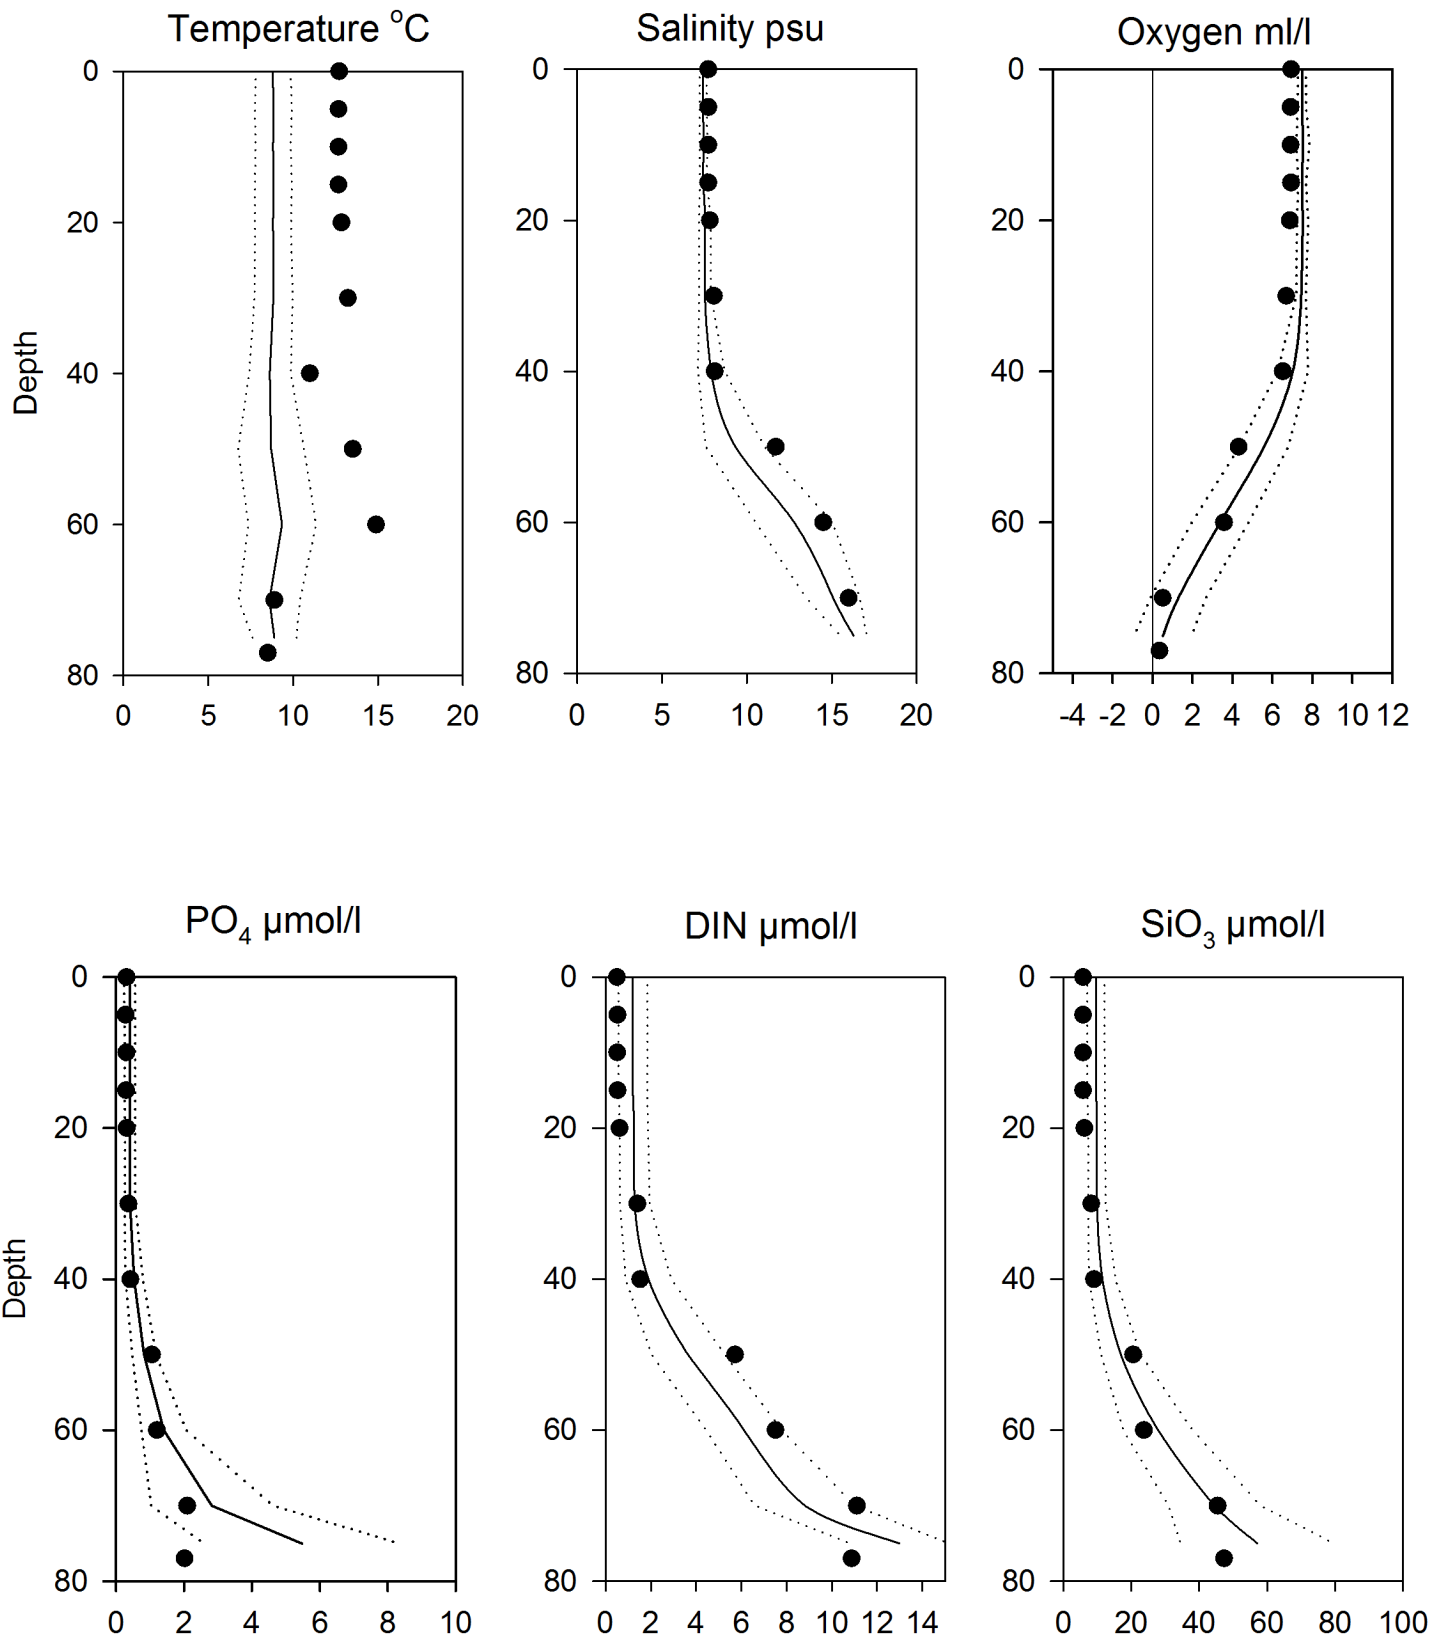 Temperature °C
Salinity psu
Oxygen ml/l
0
20
40
60
80
Depth
0 5 10 15 20
0
20
40
60
80
0 5 10 15 20
0
20
40
60
80
-4 -2 0 2 4 6 8 10 12
PO4 µmol/l
DIN µmol/l
SiO3 µmol/l
0
20
40
60
80
Depth
0 2 4 6 8 10
0
20
40
60
80
0 2 4 6 8 10 12 14
0
20
40
60
80
0 20 40 60 80 100